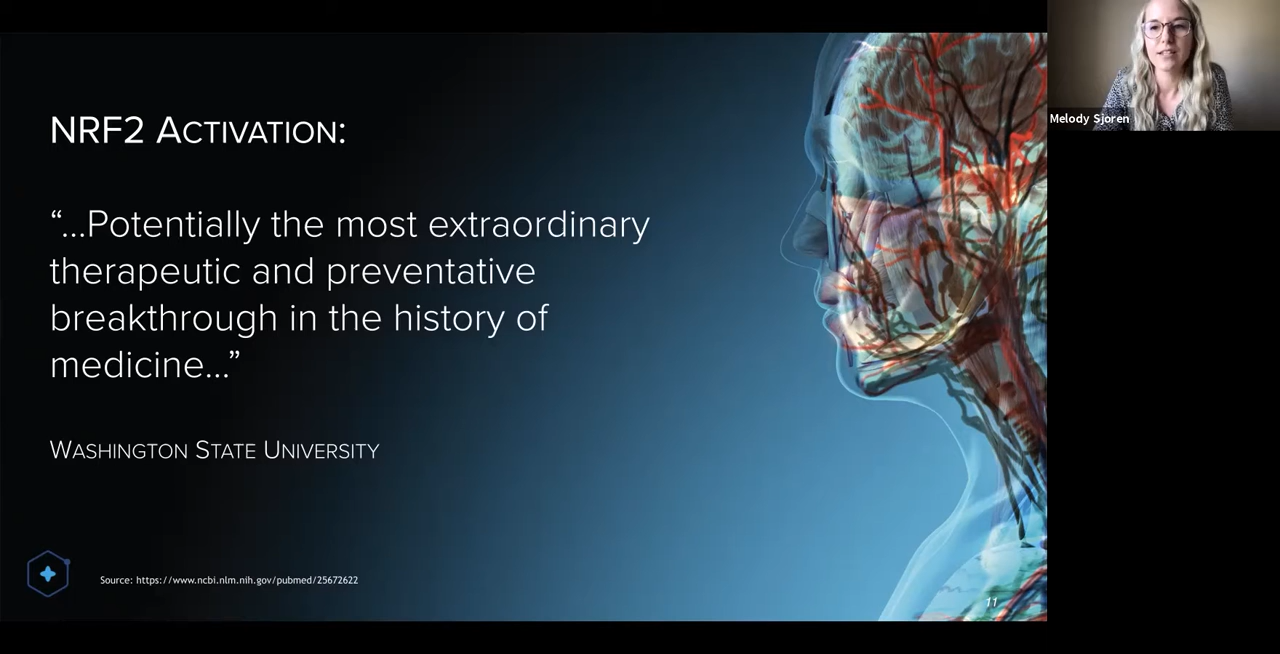 NRF2 ACTIVATION:
“...Potentially the most extraordinary
therapeutic and preventative
breakthrough in the history of
medicine...”
WASHINGTON STATE UNIVERSITY
Source: https://www.ncbi.nlm.nih.gov/pubmed/25672622
11
Melody Sjoren